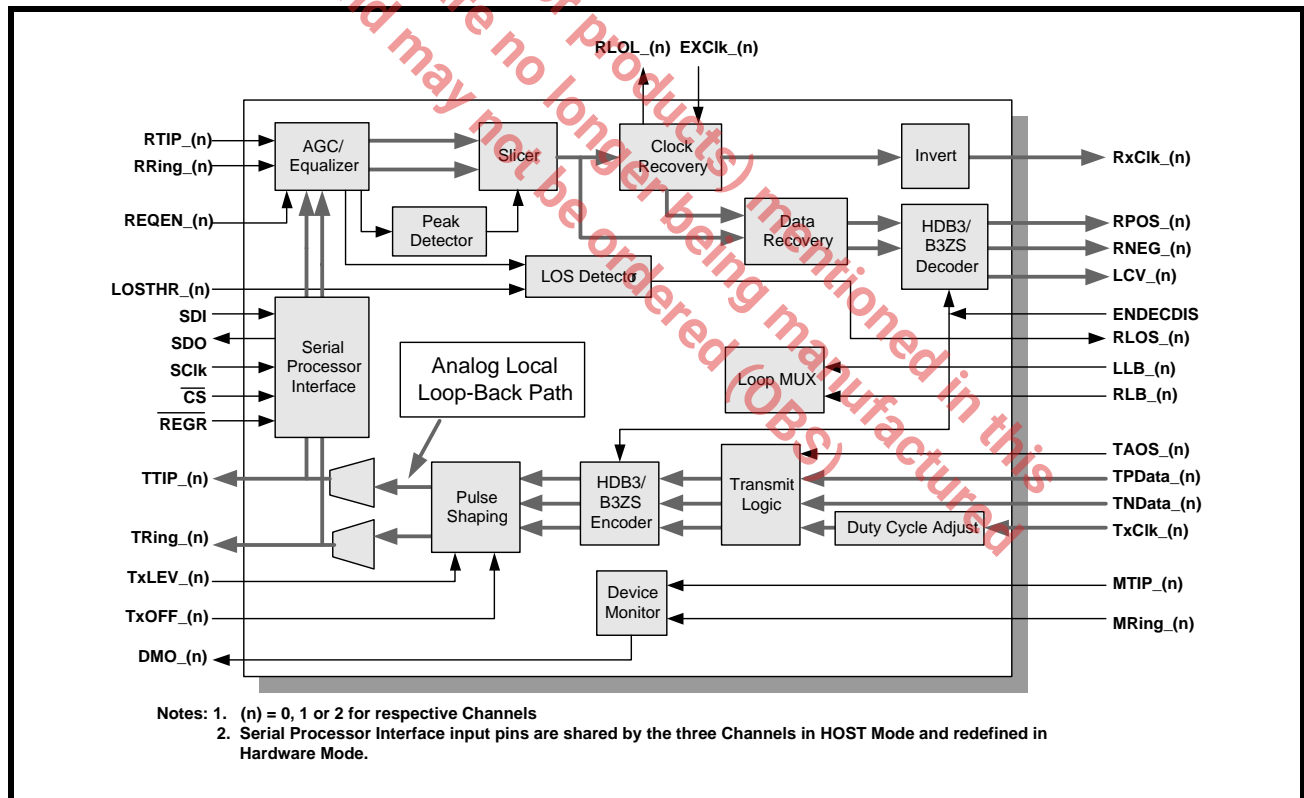 or products) mentioned in this
are no longer being manufactured
nd may not be ordered (OBS)
RLOL_(n) EXClk_(n)
RTIP_(n)
RRing_(n)
REQEN_(n)
LOSTHR_(n)
SDI
SDO
SClk
CS
REGR
TTIP_(n)
TRing_(n)
TxLEV_(n)
TxOFF_(n)
DMO_(n)
AGC/
Equalizer
Slicer
Clock
Recovery
Invert
Peak
Detector
Data
Recovery
HDB3/
B3ZS
Decoder
LOS Detector
Serial
Processor
Interface
Analog Local
Loop-Back Path
Loop MUX
Pulse
Shaping
HDB3/
B3ZS
Encoder
Transmit
Logic
Duty Cycle Adjust
Device
Monitor
RxClk_(n)
RPOS_(n)
RNEG_(n)
LCV_(n)
ENDECDIS
RLOS_(n)
LLB_(n)
RLB_(n)
TAOS_(n)
TPData_(n)
TNData_(n)
TxClk_(n)
MTIP_(n)
MRing_(n)
Notes: 1. (n) = 0, 1 or 2 for respective Channels
2. Serial Processor Interface input pins are shared by the three Channels in HOST Mode and redefined in
Hardware Mode.